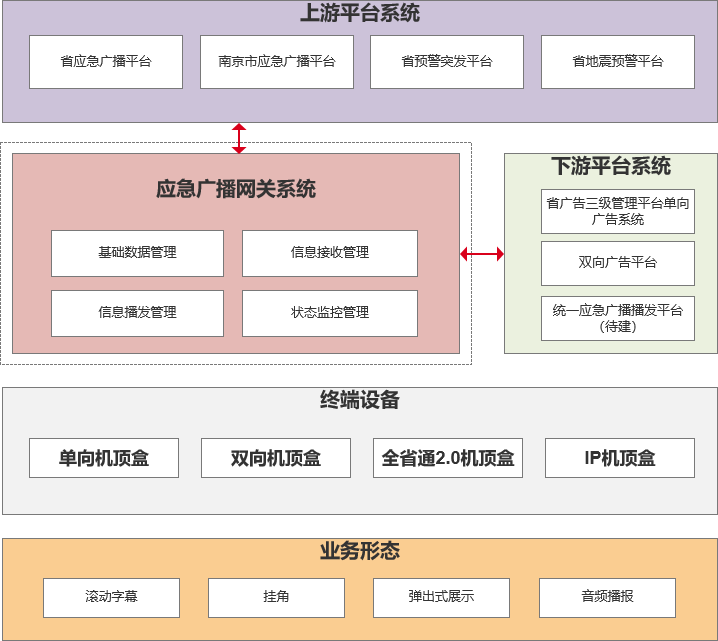 上游平台系统
省应急广播平台
南京市应急广播平台
省预警突发平台
省地震预警平台
应急广播网关系统
基础数据管理
信息接收管理
信息播发管理
状态监控管理
下游平台系统
省广告三级管理平台单向
广告系统
双向广告平台
统一应急广播播发平台
（待建）
终端设备
单向机顶盒
双向机顶盒
全省通2.0机顶盒
IP机顶盒
业务形态
滚动字幕
挂角
弹出式展示
音频播报